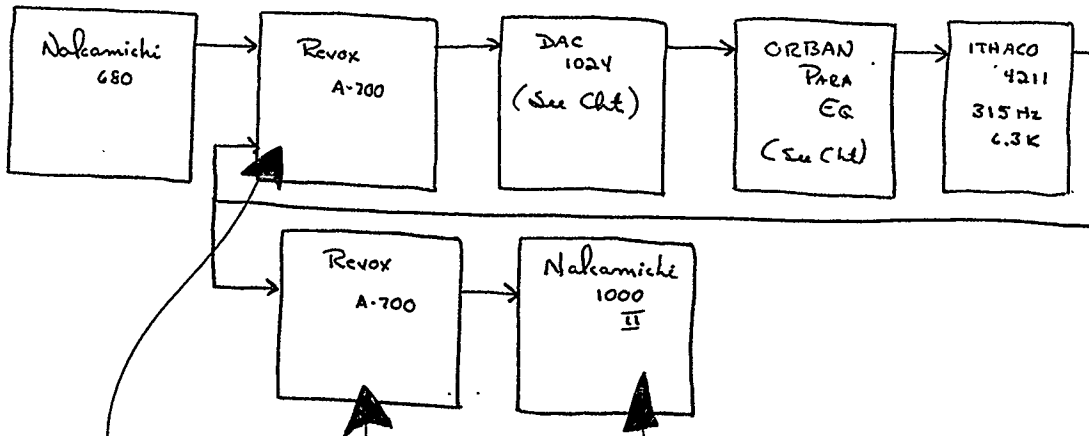 Nakamichi
680
Revox
A-700
DAC
1024
(See Cht)
ORBAN
PARA
EQ
(See Cht)
ITHACO
4211
315 Hz
6.3K
Revox
A-700
Nakamichi
1000
II